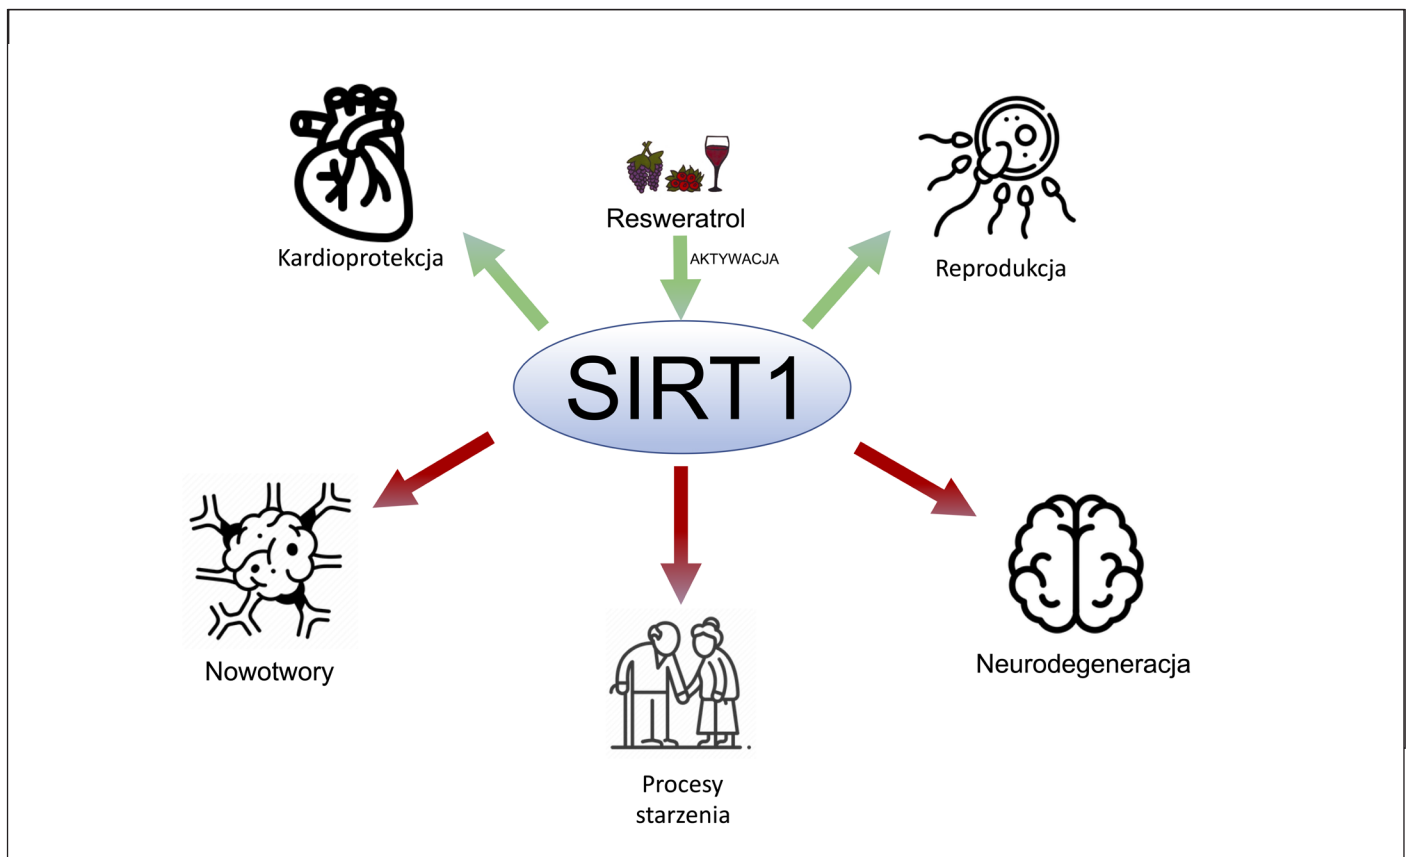 Resweratrol
AKTYWACJA
Kardioprotekcja
Reprodukcja
SIRT1
Nowotwory
Neurodegeneracja
Procesy
starzenia